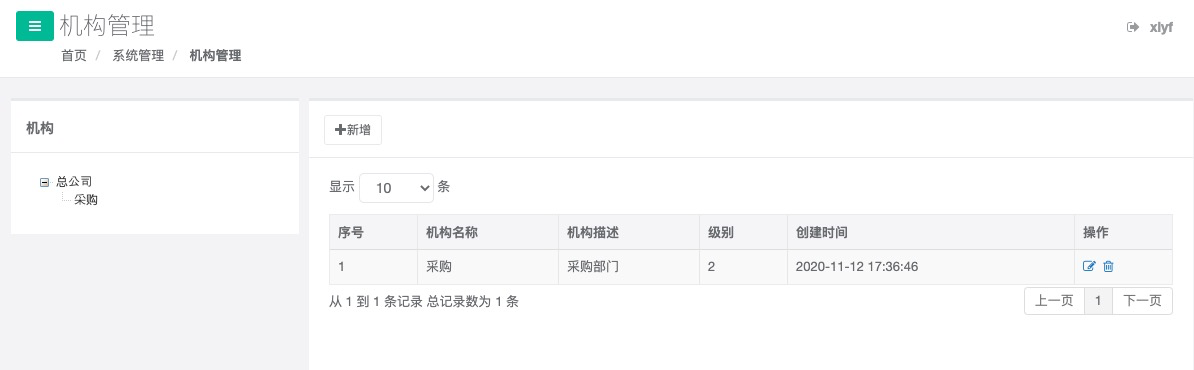 机构管理
xlyf
首页 / 系统管理 / 机构管理
机构
总公司
采购
新增
显示 10 条
序号 机构名称 机构描述 级别 创建时间 操作
1 采购 采购部门 2 2020-11-12 17:36:46
从 1 到 1 条记录 总记录数为 1 条
上一页 1 下一页